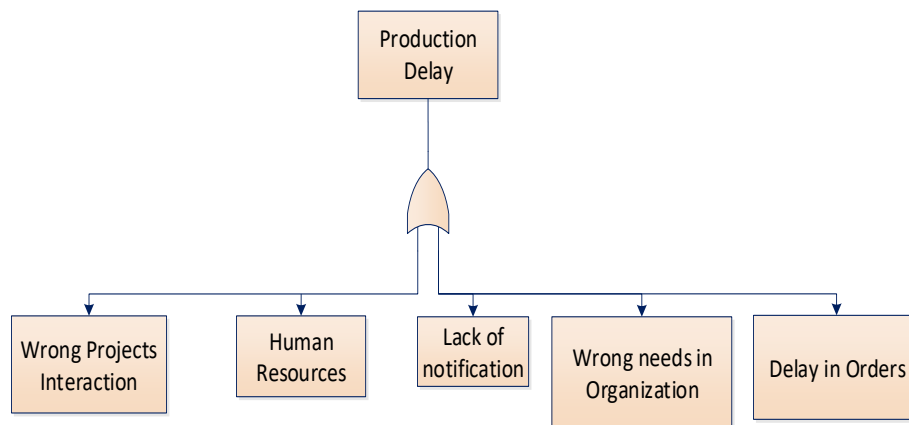 Production
Delay
Wrong Projects
Interaction
Human
Resources
Lack of
notification
Wrong needs in
Organization
Delay in Orders